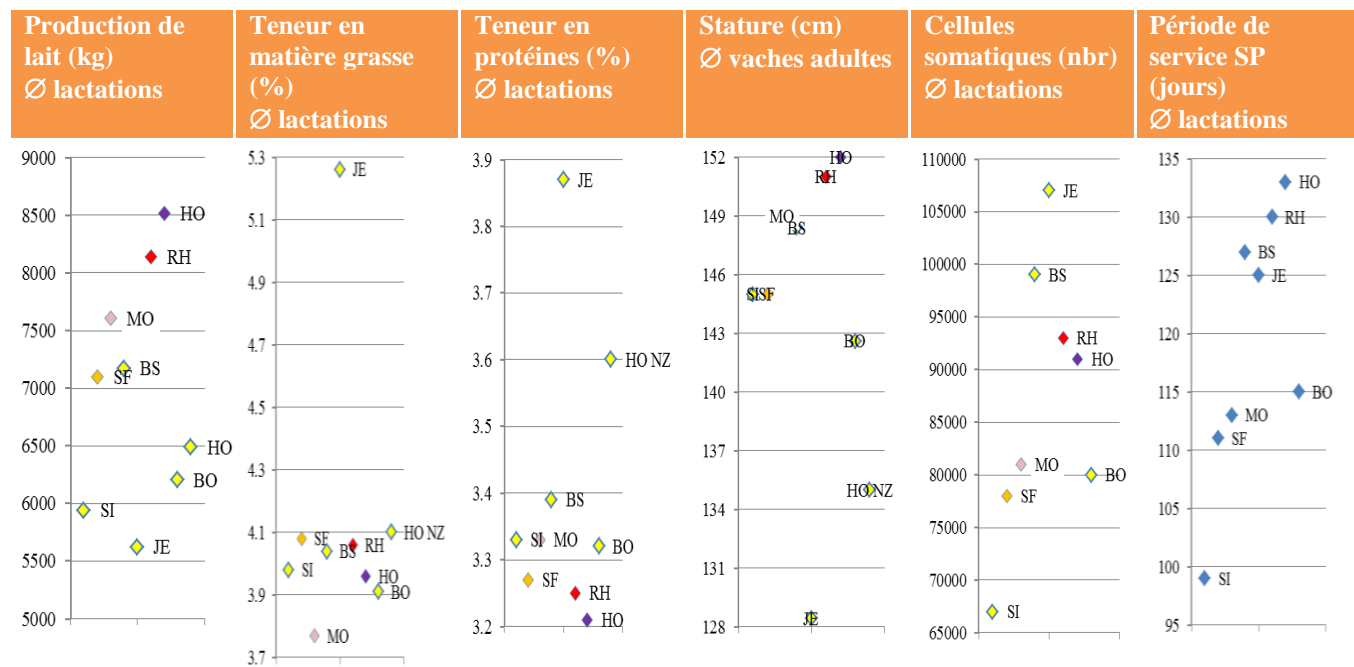 Production de
lait (kg)
Ø lactations
Teneur en
matière grasse
(%)
Ø lactations
Teneur en
protéines (%)
Ø lactations
Stature (cm)
Ø vaches adultes
Cellules
somatiques (nbr)
Ø lactations
Période de
service SP
(jours)
Ø lactations
9000
8500
8000
7500
7000
6500
6000
5500
5000
HO
RH
MO
BS
SF
HO
BO
SI
JE
5.3
5.1
4.9
4.7
4.5
4.3
4.1
3.9
3.7
JE
HO NZ
SF
RH
BS
SI
HO
BO
MO
3.9
3.8
3.7
3.6
3.5
3.4
3.3
3.2
JE
HO NZ
BS
SI
MO
BO
SF
RH
HO
152
149
146
143
140
137
134
131
128
HO
RH
MO
BS
SI
SF
BO
HO NZ
JE
110000
105000
100000
95000
90000
85000
80000
75000
70000
65000
JE
BS
RH
HO
MO
BO
SF
SI
135
130
125
120
115
110
105
100
95
HO
RH
BS
JE
BO
MO
SF
SI